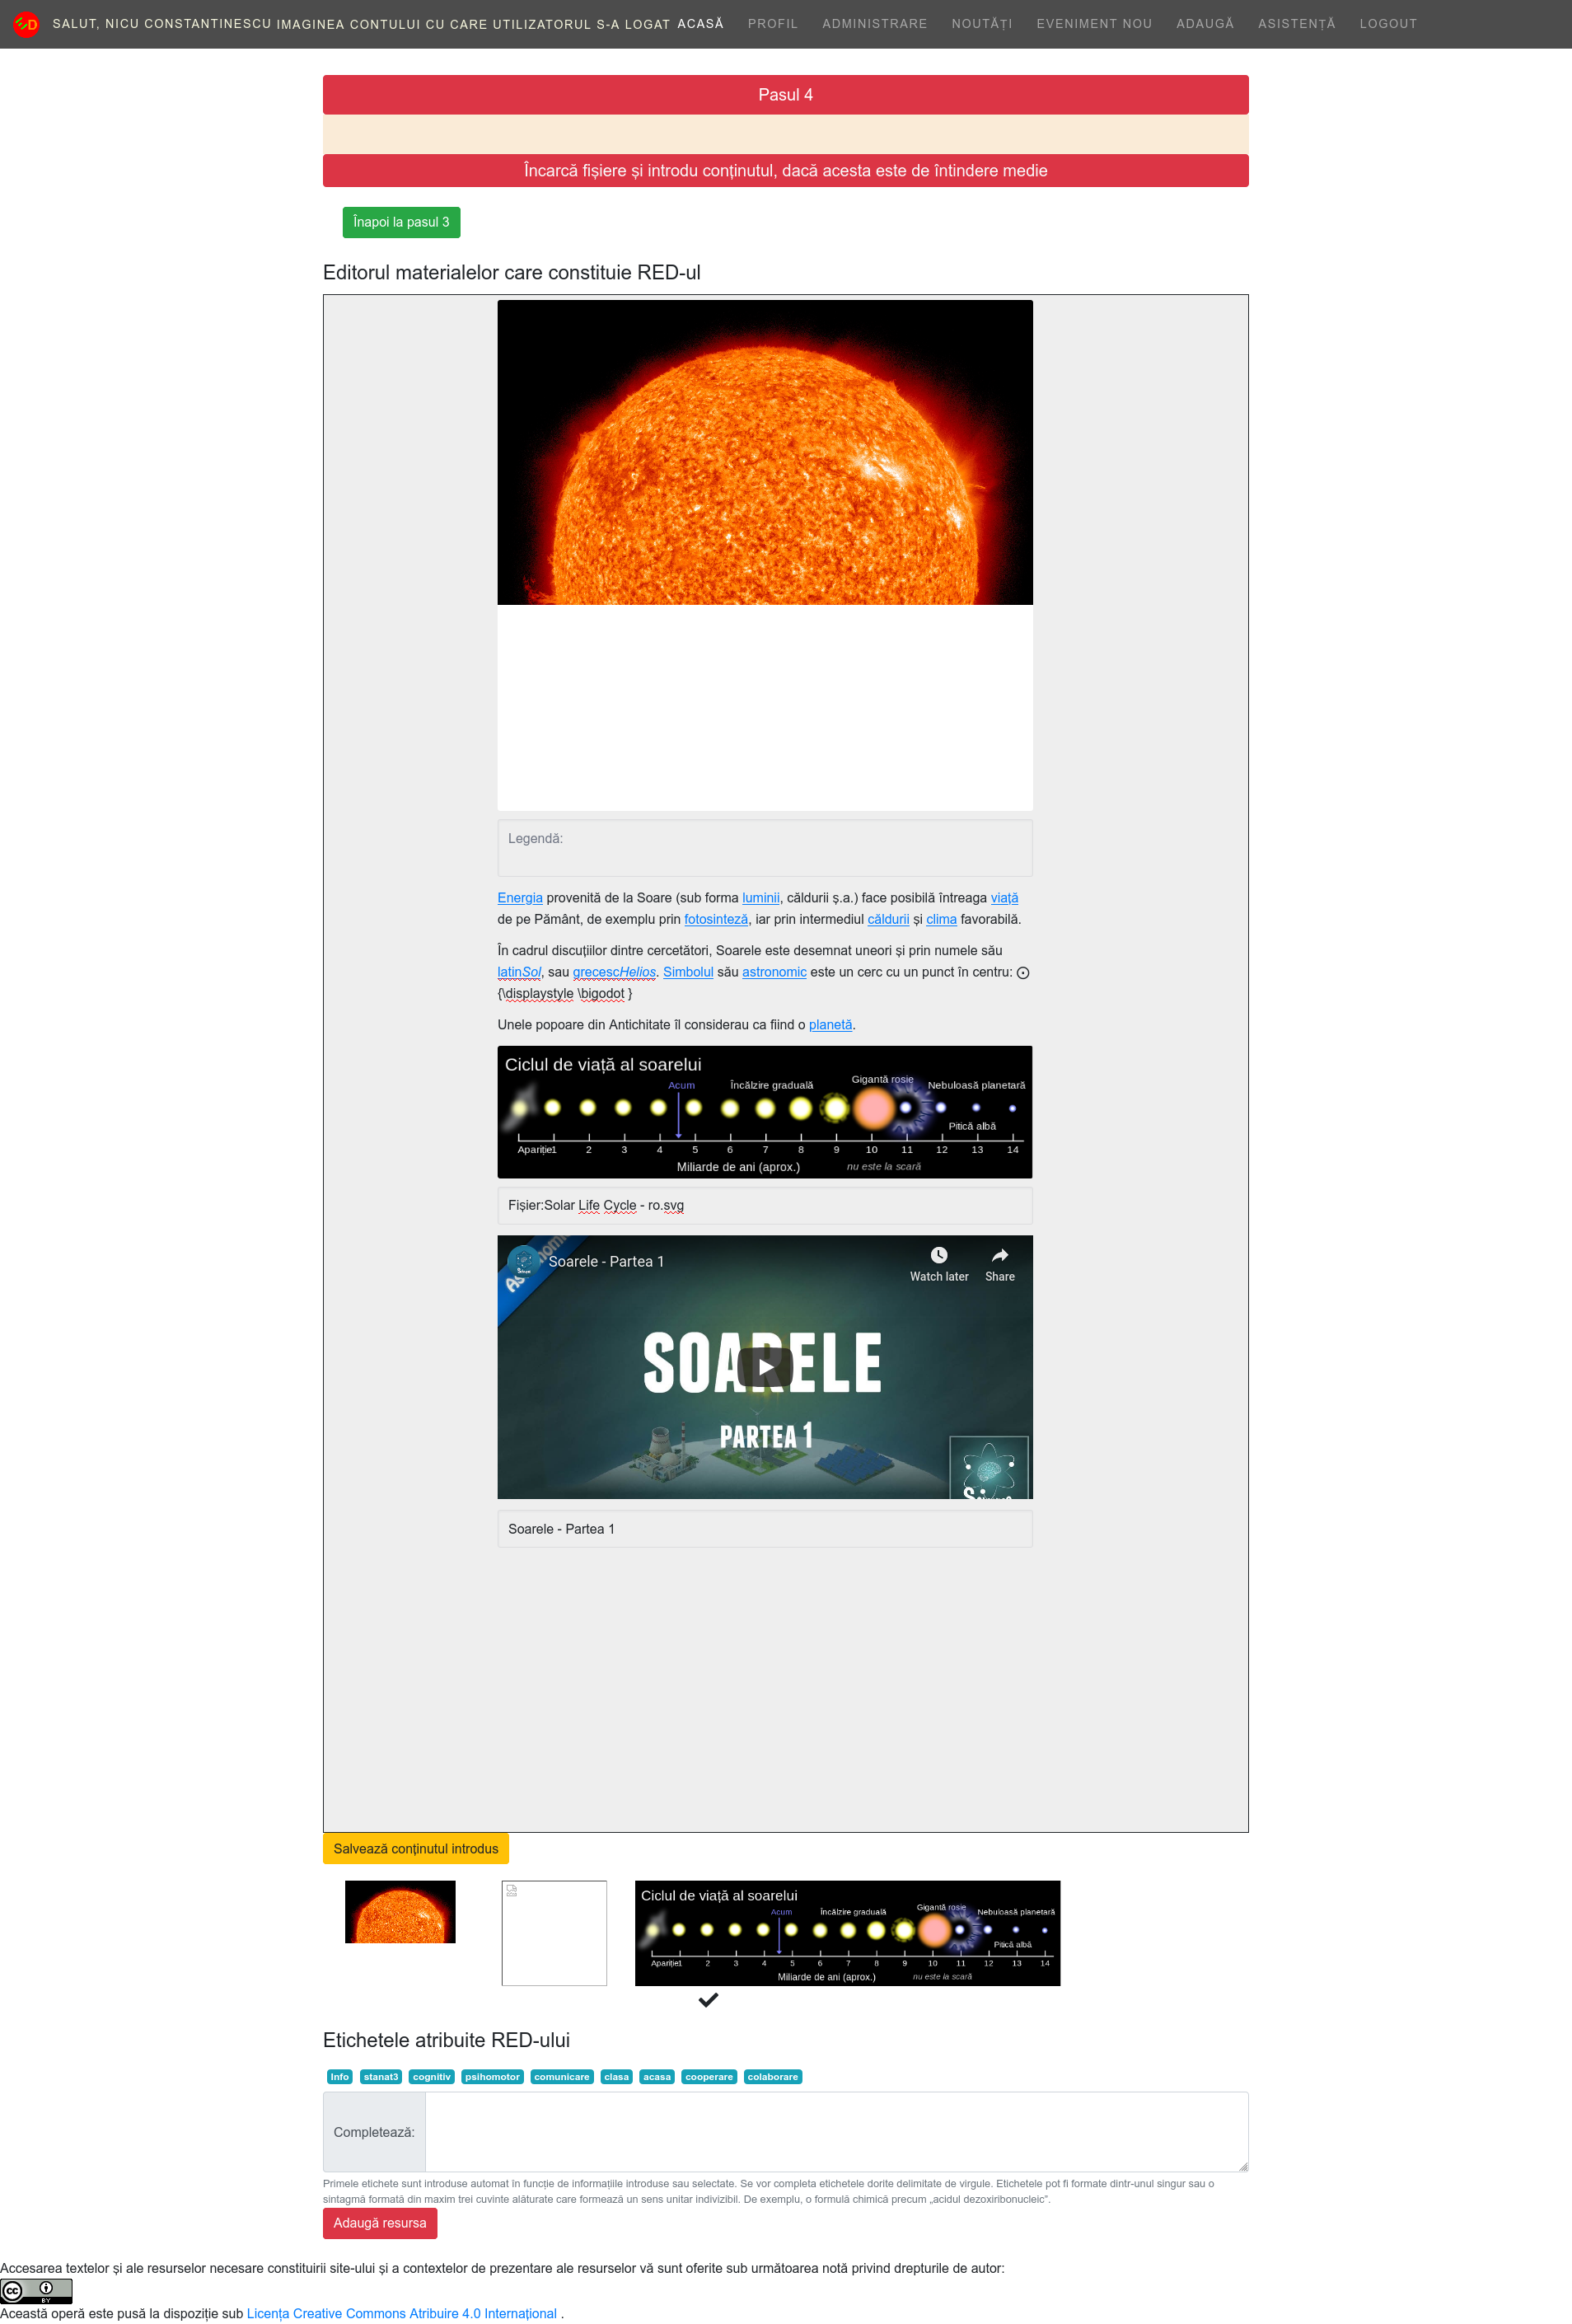 SALUT, NICU CONSTANTINESCU IMAGINEA CONTULUI CU CARE UTILIZATORUL S-A LOGAT ACASĂ PROFIL ADMINISTRARE NOUTĂȚI EVENIMENT NOU ADAUGĂ ASISTENȚĂ LOGOUT
Pasul 4
Încarcă fișiere și introdu conținutul, dacă acesta este de întindere medie
Înapoi la pasul 3
Editorul materialelor care constituie RED-ul
Legendă:
Energia provenită de la Soare (sub forma luminii, căldurii ș.a.) face posibilă întreaga viață
de pe Pământ, de exemplu prin fotosinteză, iar prin intermediul căldurii și clima favorabilă.
În cadrul discuțiilor dintre cercetători, Soarele este desemnat uneori și prin numele său
latinSol, sau grecescHelios. Simbolul său astronomic este un cerc cu un punct în centru: ⨀
{\displaystyle \bigodot }
Unele popoare din Antichitate îl considerau ca fiind o planetă.
Ciclul de viață al soarelui
Acum Încălzire graduală Gigantă rosie Nebuloasă planetară
Pitică albă
Apariție 1 2 3 4 5 6 7 8 9 10 11 12 13 14
Miliarde de ani (aprox.) nu este la scară
Fișier:Solar Life Cycle - ro.svg
Soarele - Partea 1
Watch later Share
SOARELE
PARTEA 1
Soarele - Partea 1
Salvează conținutul introdus
Ciclul de viață al soarelui
Acum Încălzire graduală Gigantă rosie Nebuloasă planetară
Pitică albă
Apariție 1 2 3 4 5 6 7 8 9 10 11 12 13 14
Miliarde de ani (aprox.) nu este la scară
Etichetele atribuite RED-ului
Info stanat3 cognitiv psihomotor comunicare clasa acasa cooperare colaborare
Completează:
Primele etichete sunt introduse automat în funcție de informațiile introduse sau selectate. Se vor completa etichetele dorite delimitate de virgule. Etichetele pot fi formate dintr-unul singur sau o
sintagmă formată din maxim trei cuvinte alăturate care formează un sens unitar indivizibil. De exemplu, o formulă chimică precum „acidul dezoxiribonucleic”.
Adaugă resursa
Accesarea textelor și ale resurselor necesare constituirii site-ului și a contextelor de prezentare ale resurselor vă sunt oferite sub următoarea notă privind drepturile de autor:
cc BY
Această operă este pusă la dispoziție sub Licența Creative Commons Atribuire 4.0 Internațional .